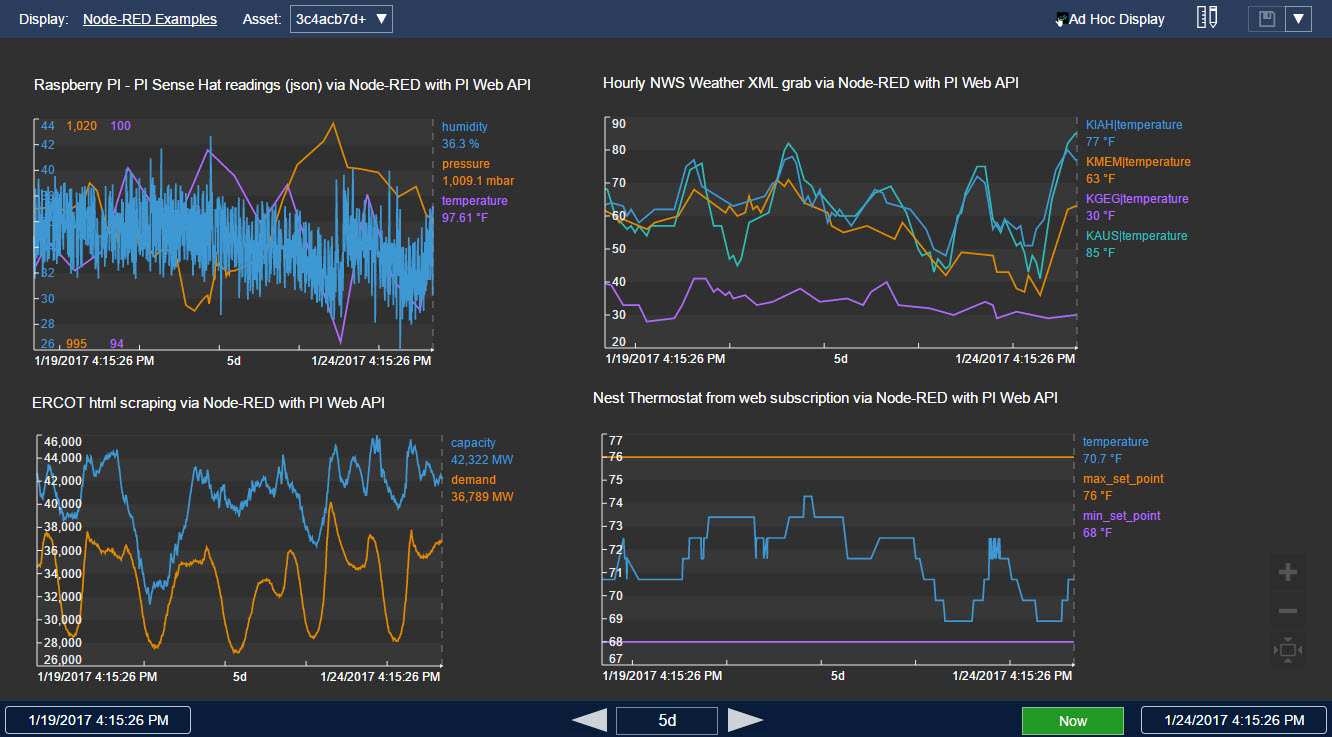 Display: Node-RED Examples Asset: 3c4acb7d+ Ad Hoc Display
Raspberry PI - PI Sense Hat readings (json) via Node-RED with PI Web API
44 1,020 100
42
40
38
32
30
28
26 995 94
1/19/2017 4:15:26 PM 5d 1/24/2017 4:15:26 PM
humidity
36.3 %
pressure
1,009.1 mbar
temperature
97.61 °F
Hourly NWS Weather XML grab via Node-RED with PI Web API
90
80
70
60
50
40
30
20
1/19/2017 4:15:26 PM 5d 1/24/2017 4:15:26 PM
KIAH|temperature
77 °F
KMEM|temperature
63 °F
KGEG|temperature
30 °F
KAUS|temperature
85 °F
ERCOT html scraping via Node-RED with PI Web API
46,000
44,000
42,000
40,000
38,000
36,000
34,000
32,000
30,000
28,000
26,000
1/19/2017 4:15:26 PM 5d 1/24/2017 4:15:26 PM
capacity
42,322 MW
demand
36,789 MW
Nest Thermostat from web subscription via Node-RED with PI Web API
77
76
75
74
73
72
71
70
69
68
67
1/19/2017 4:15:26 PM 5d 1/24/2017 4:15:26 PM
temperature
70.7 °F
max_set_point
76 °F
min_set_point
68 °F
1/19/2017 4:15:26 PM 5d Now 1/24/2017 4:15:26 PM